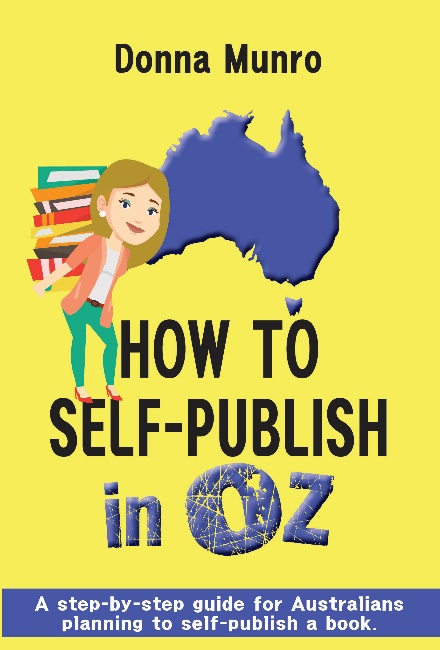 Donna Munro
HOW TO
SELF-PUBLISH
in OZ
A step-by-step guide for Australians
planning to self-publish a book.